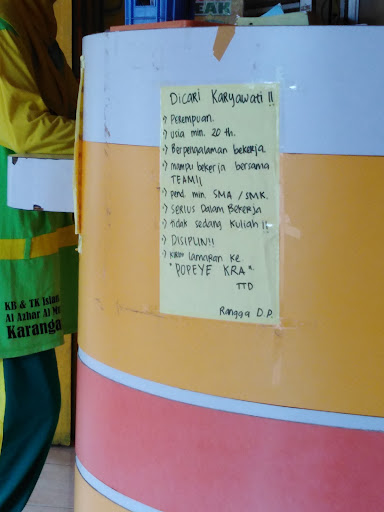 EAK
Dicari Karyawati !!
→ Perempuan.
→ usia min. 20 th.
→ Berpengalaman bekerja
→ mampu bekerja bersama
TEAM!!
→ pend. min. SMA / SMK.
→ SERIUS Dalam Bekerja
→ tidak sedang kuliah !!
→ DISIPLIN!!
→ lamaran ke
"POPEYE KRA".
TTD
Rangga D.P.
KB & TK Islam
Al Azhar Al M
Karanga